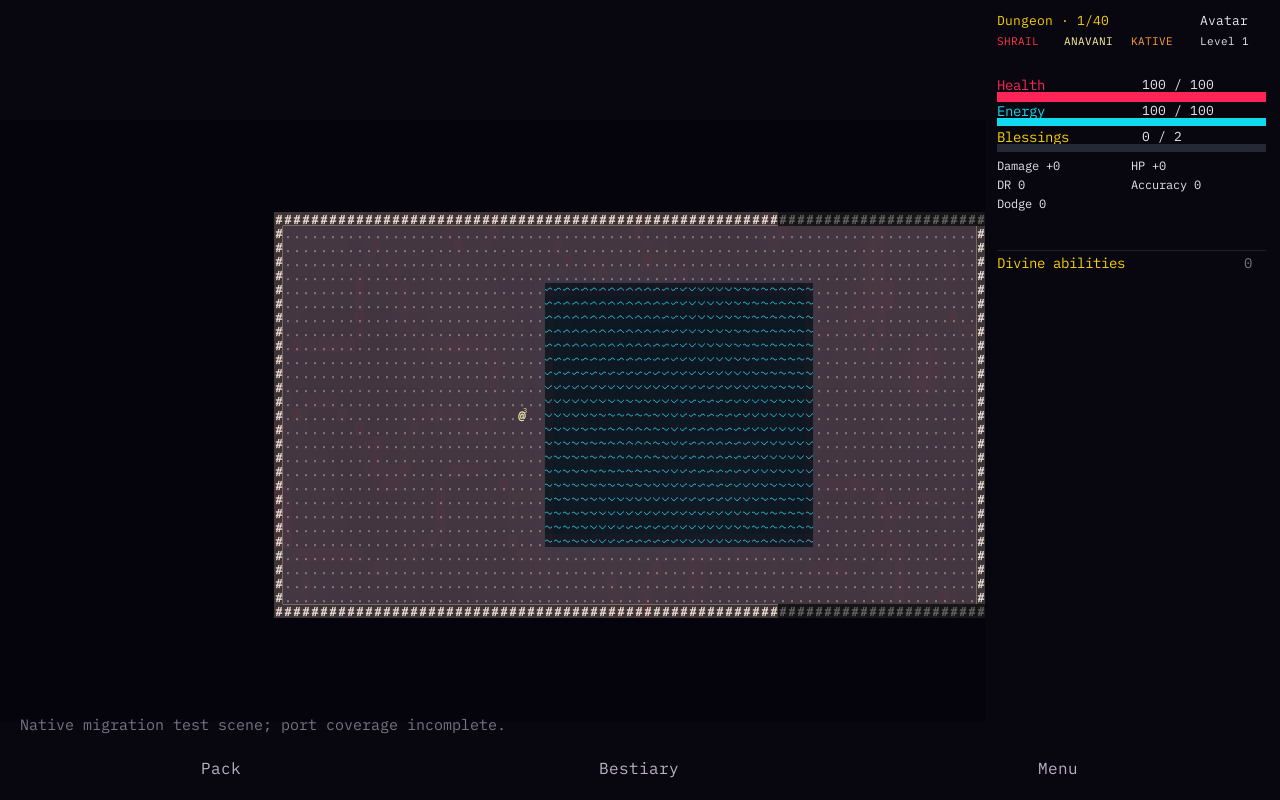 Dungeon · 1/40 Avatar
SHRAIL ANAVANI KATIVE Level 1
Health 100 / 100
Energy 100 / 100
Blessings 0 / 2
Damage +0 HP +0
DR 0 Accuracy 0
Dodge 0
Divine abilities 0
@
Native migration test scene; port coverage incomplete.
Pack Bestiary Menu